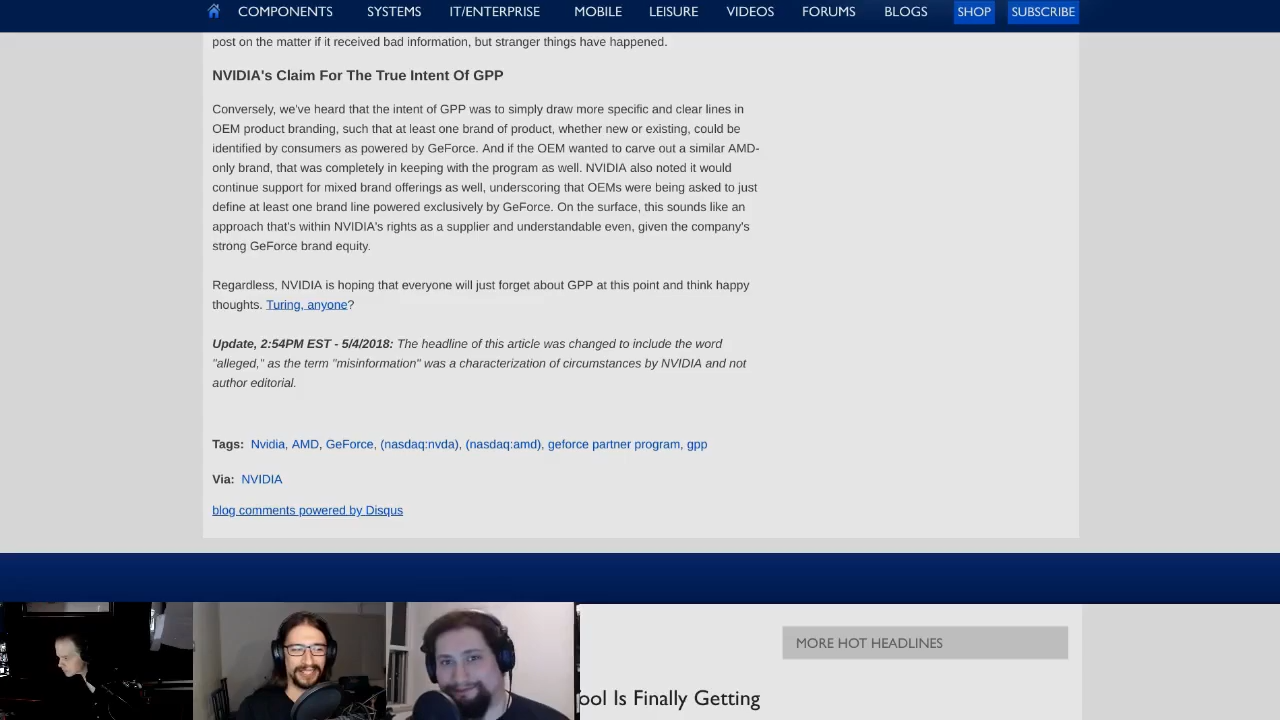 COMPONENTS SYSTEMS IT/ENTERPRISE MOBILE LEISURE VIDEOS FORUMS BLOGS SHOP SUBSCRIBE
post on the matter if it received bad information, but stranger things have happened.
NVIDIA's Claim For The True Intent Of GPP
Conversely, we've heard that the intent of GPP was to simply draw more specific and clear lines in
OEM product branding, such that at least one brand of product, whether new or existing, could be
identified by consumers as powered by GeForce. And if the OEM wanted to carve out a similar AMD-
only brand, that was completely in keeping with the program as well. NVIDIA also noted it would
continue support for mixed brand offerings as well, underscoring that OEMs were being asked to just
define at least one brand line powered exclusively by GeForce. On the surface, this sounds like an
approach that's within NVIDIA's rights as a supplier and understandable even, given the company's
strong GeForce brand equity.
Regardless, NVIDIA is hoping that everyone will just forget about GPP at this point and think happy
thoughts. Turing, anyone?
Update, 2:54PM EST - 5/4/2018: The headline of this article was changed to include the word
"alleged," as the term "misinformation" was a characterization of circumstances by NVIDIA and not
author editorial.
Tags: Nvidia, AMD, GeForce, (nasdaq:nvda), (nasdaq:amd), geforce partner program, gpp
Via: NVIDIA
blog comments powered by Disqus
MORE HOT HEADLINES
ool Is Finally Getting